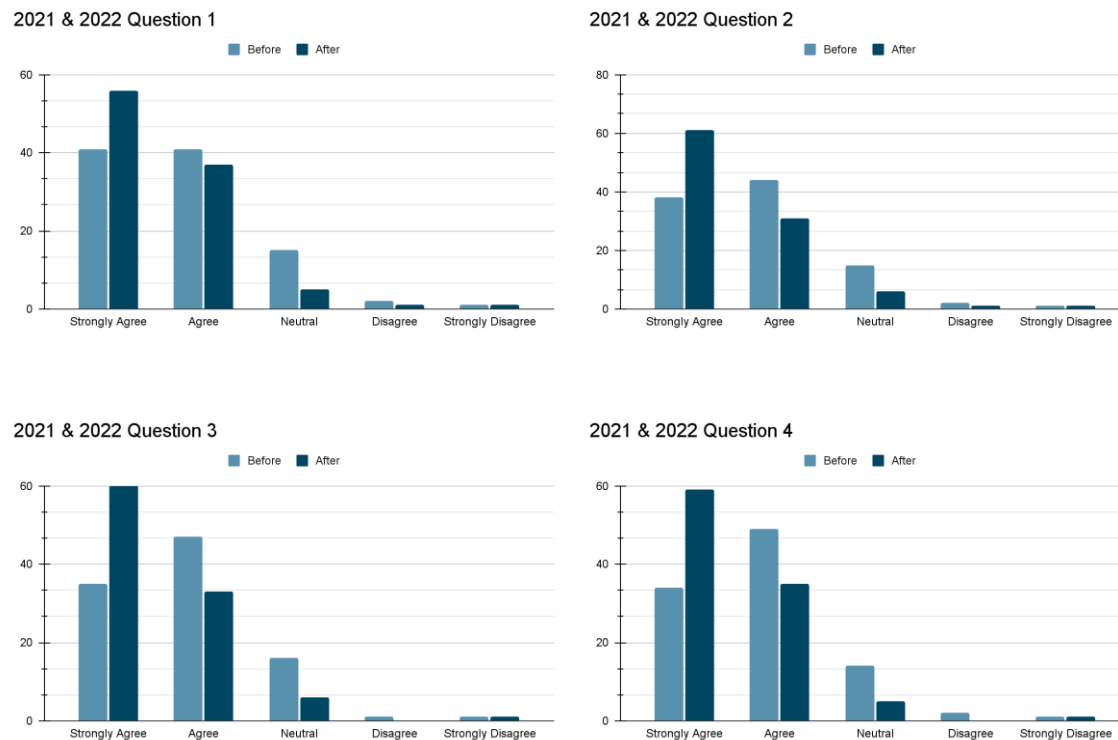 2021 & 2022 Question 1
Before After
60
40
20
0
Strongly Agree Agree Neutral Disagree Strongly Disagree
2021 & 2022 Question 2
Before After
80
60
40
20
0
Strongly Agree Agree Neutral Disagree Strongly Disagree
2021 & 2022 Question 3
Before After
60
40
20
0
Strongly Agree Agree Neutral Disagree Strongly Disagree
2021 & 2022 Question 4
Before After
60
40
20
0
Strongly Agree Agree Neutral Disagree Strongly Disagree